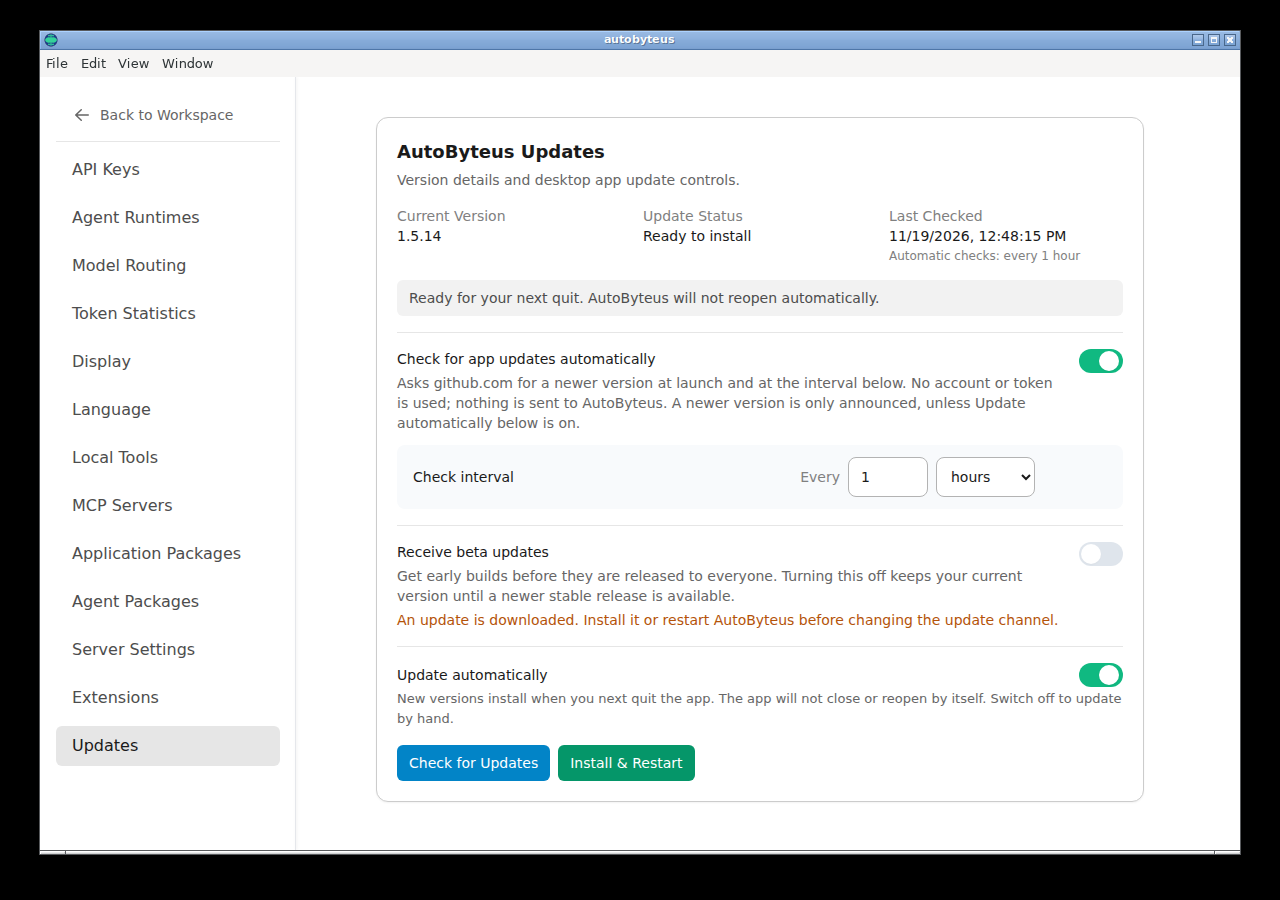 autobyteus
File Edit View Window
Back to Workspace
API Keys
Agent Runtimes
Model Routing
Token Statistics
Display
Language
Local Tools
MCP Servers
Application Packages
Agent Packages
Server Settings
Extensions
Updates
AutoByteus Updates
Version details and desktop app update controls.
Current Version
1.5.14
Update Status
Ready to install
Last Checked
11/19/2026, 12:48:15 PM
Automatic checks: every 1 hour
Ready for your next quit. AutoByteus will not reopen automatically.
Check for app updates automatically
Asks github.com for a newer version at launch and at the interval below. No account or token
is used; nothing is sent to AutoByteus. A newer version is only announced, unless Update
automatically below is on.
Check interval
Every 1 hours
Receive beta updates
Get early builds before they are released to everyone. Turning this off keeps your current
version until a newer stable release is available.
An update is downloaded. Install it or restart AutoByteus before changing the update channel.
Update automatically
New versions install when you next quit the app. The app will not close or reopen by itself. Switch off to update
by hand.
Check for Updates
Install & Restart